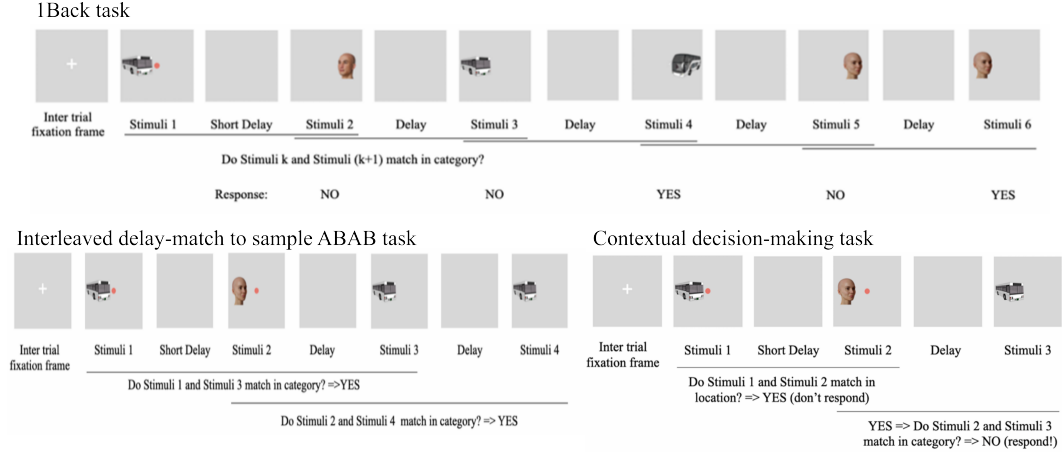 1Back task
Inter trial
fixation frame
Stimuli 1
Short Delay
Stimuli 2
Delay
Stimuli 3
Delay
Stimuli 4
Delay
Stimuli 5
Delay
Stimuli 6
Do Stimuli k and Stimuli (k+1) match in category?
Response:
NO
NO
YES
NO
YES
Interleaved delay-match to sample ABAB task
Inter trial
fixation frame
Stimuli 1
Short Delay
Stimuli 2
Delay
Stimuli 3
Delay
Stimuli 4
Do Stimuli 1 and Stimuli 3 match in category? =>YES
Do Stimuli 2 and Stimuli 4 match in category? => YES
Contextual decision-making task
Inter trial
fixation frame
Stimuli 1
Short Delay
Stimuli 2
Delay
Stimuli 3
Do Stimuli 1 and Stimuli 2 match in
location? => YES (don't respond)
YES => Do Stimuli 2 and Stimuli 3
match in category? => NO (respond!)